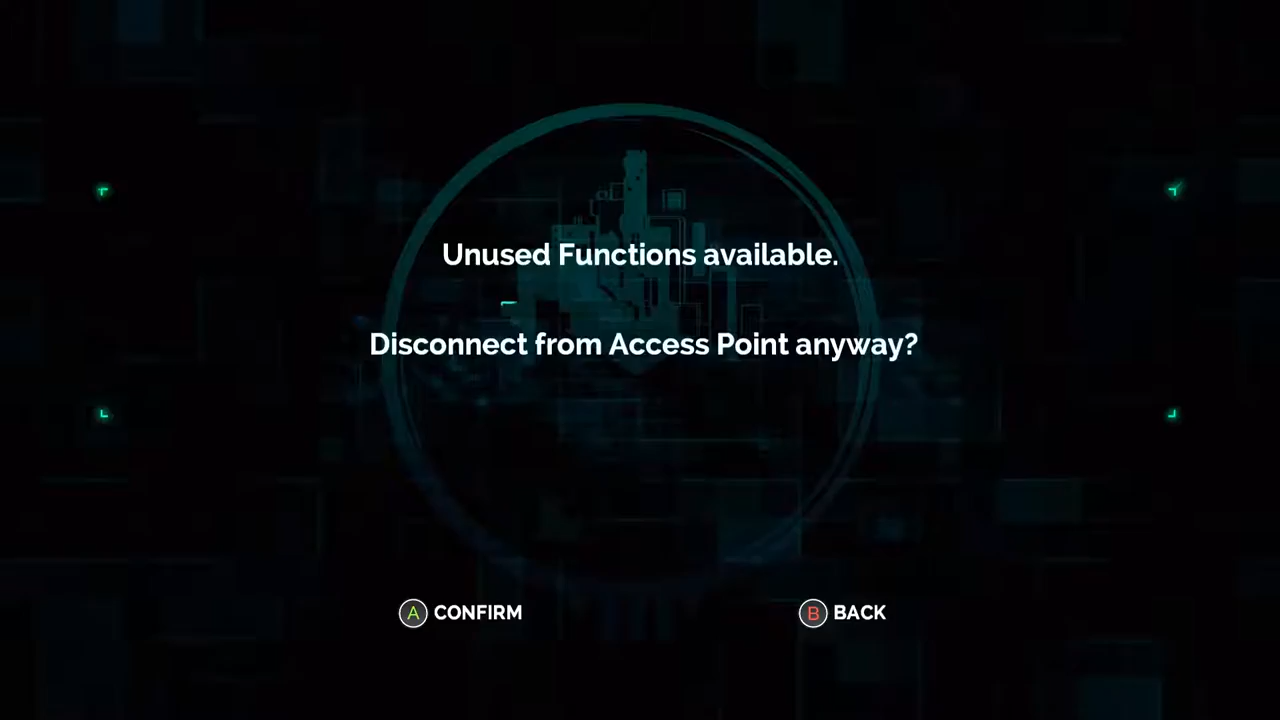 Unused Functions available.
Disconnect from Access Point anyway?
A CONFIRM
B BACK